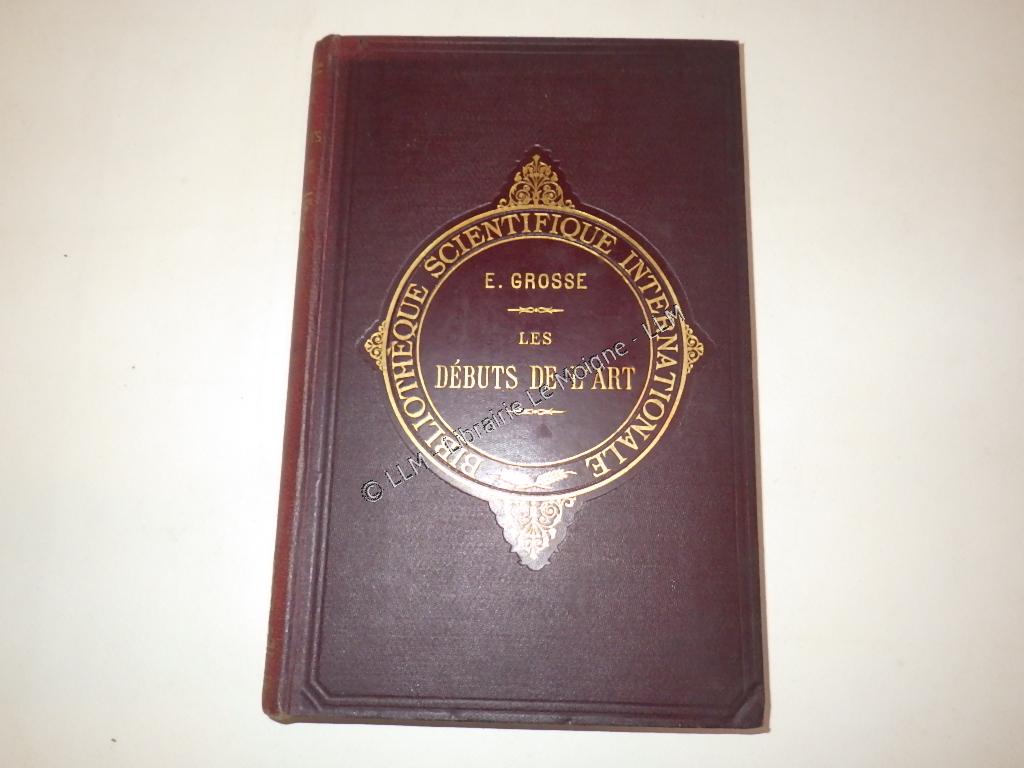 BIBLIOTHÈQUE SCIENTIFIQUE INTERNATIONALE
E. GROSSE
LES
DÉBUTS DE L'ART
© LLM - Librairie Le Moigne - LLM